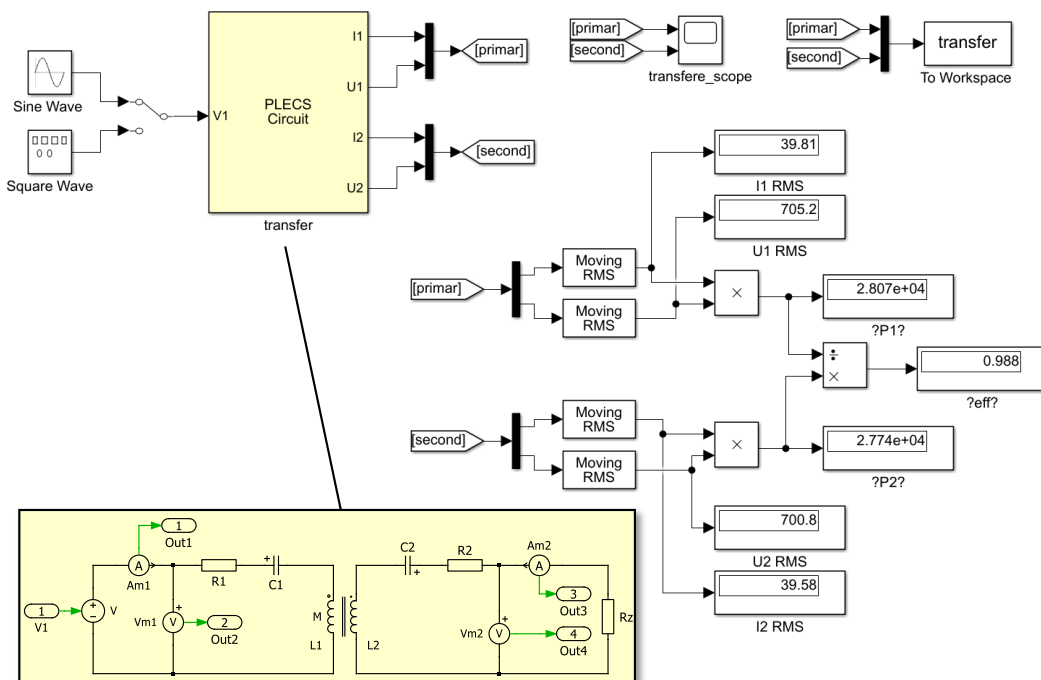 Sine Wave
Square Wave
V1
PLECS
Circuit
I1
U1
I2
U2
transfer
[primar]
[second]
[primar]
[second]
transfere_scope
[primar]
[second]
transfer
To Workspace
39.81
I1 RMS
705.2
U1 RMS
[primar]
Moving
RMS
Moving
RMS
×
2.807e+04
?P1?
÷
×
0.988
?eff?
[second]
Moving
RMS
Moving
RMS
×
2.774e+04
?P2?
700.8
U2 RMS
39.58
I2 RMS
1
V1
+
−
V
A
Am1
1
Out1
+
V
Vm1
2
Out2
R1
+
C1
M
L1
L2
C2
+
R2
+
V
Vm2
Am2
A
3
Out3
4
Out4
Rz